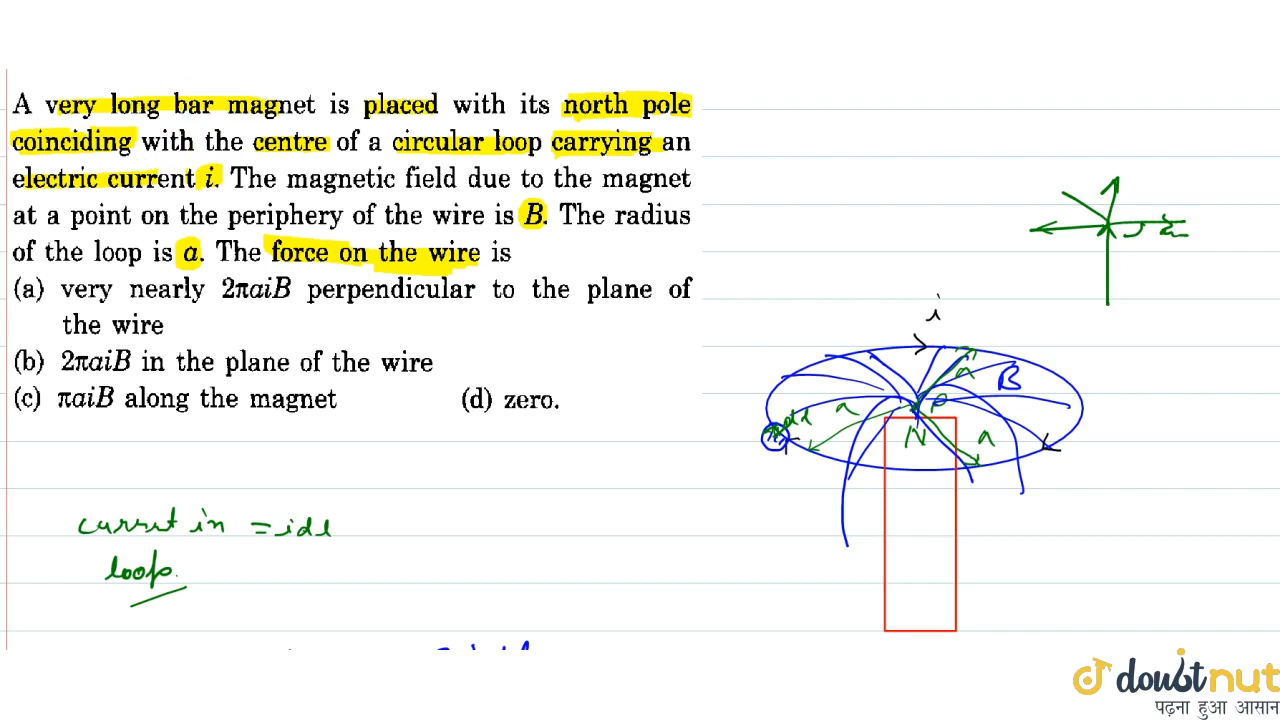 A very long bar magnet is placed with its north pole
coinciding with the centre of a circular loop carrying an
electric current i. The magnetic field due to the magnet
at a point on the periphery of the wire is B. The radius
of the loop is a. The force on the wire is
(a) very nearly 2πaiB perpendicular to the plane of
the wire
(b) 2πaiB in the plane of the wire
(c) πaiB along the magnet (d) zero.
i
B
a
a
P
dl
N
a
current in = idl
loop.
doubtnut
पढ़ना हुआ आसान